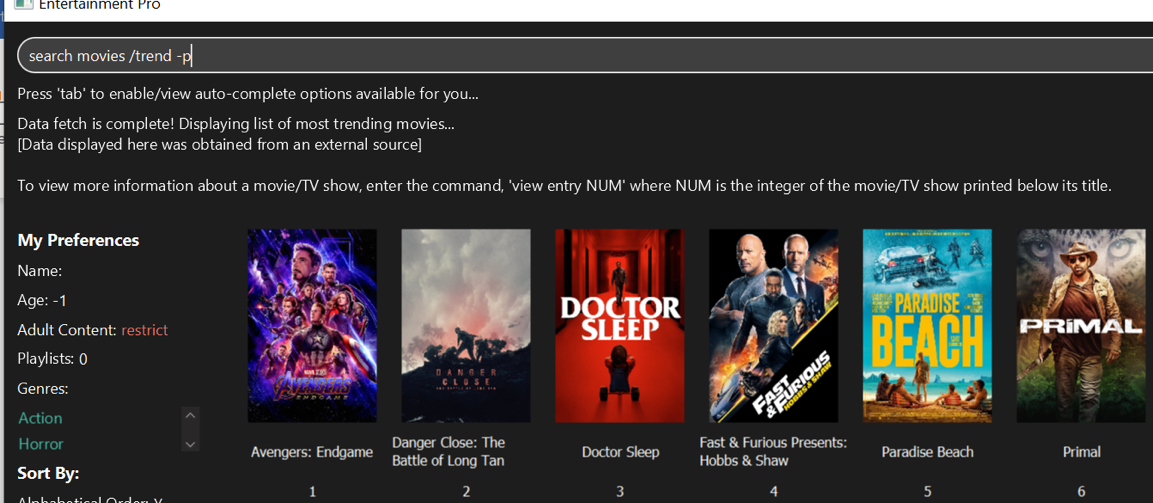 Entertainment Pro
search movies /trend -p
Press 'tab' to enable/view auto-complete options available for you...
Data fetch is complete! Displaying list of most trending movies...
[Data displayed here was obtained from an external source]
To view more information about a movie/TV show, enter the command, 'view entry NUM' where NUM is the integer of the movie/TV show printed below its title.
My Preferences
Name:
Age: -1
Adult Content: restrict
Playlists: 0
Genres:
Action
Horror
Sort By:
Alphabetical Order: Y
AVENGERS
ENDGAME
DANGER
CLOSE
DOCTOR
SLEEP
FAST &
FURIOUS
HOBBS & SHAW
PARADISE
BEACH
PRIMAL
Avengers: Endgame
Danger Close: The
Battle of Long Tan
Doctor Sleep
Fast & Furious Presents:
Hobbs & Shaw
Paradise Beach
Primal
1 2 3 4 5 6